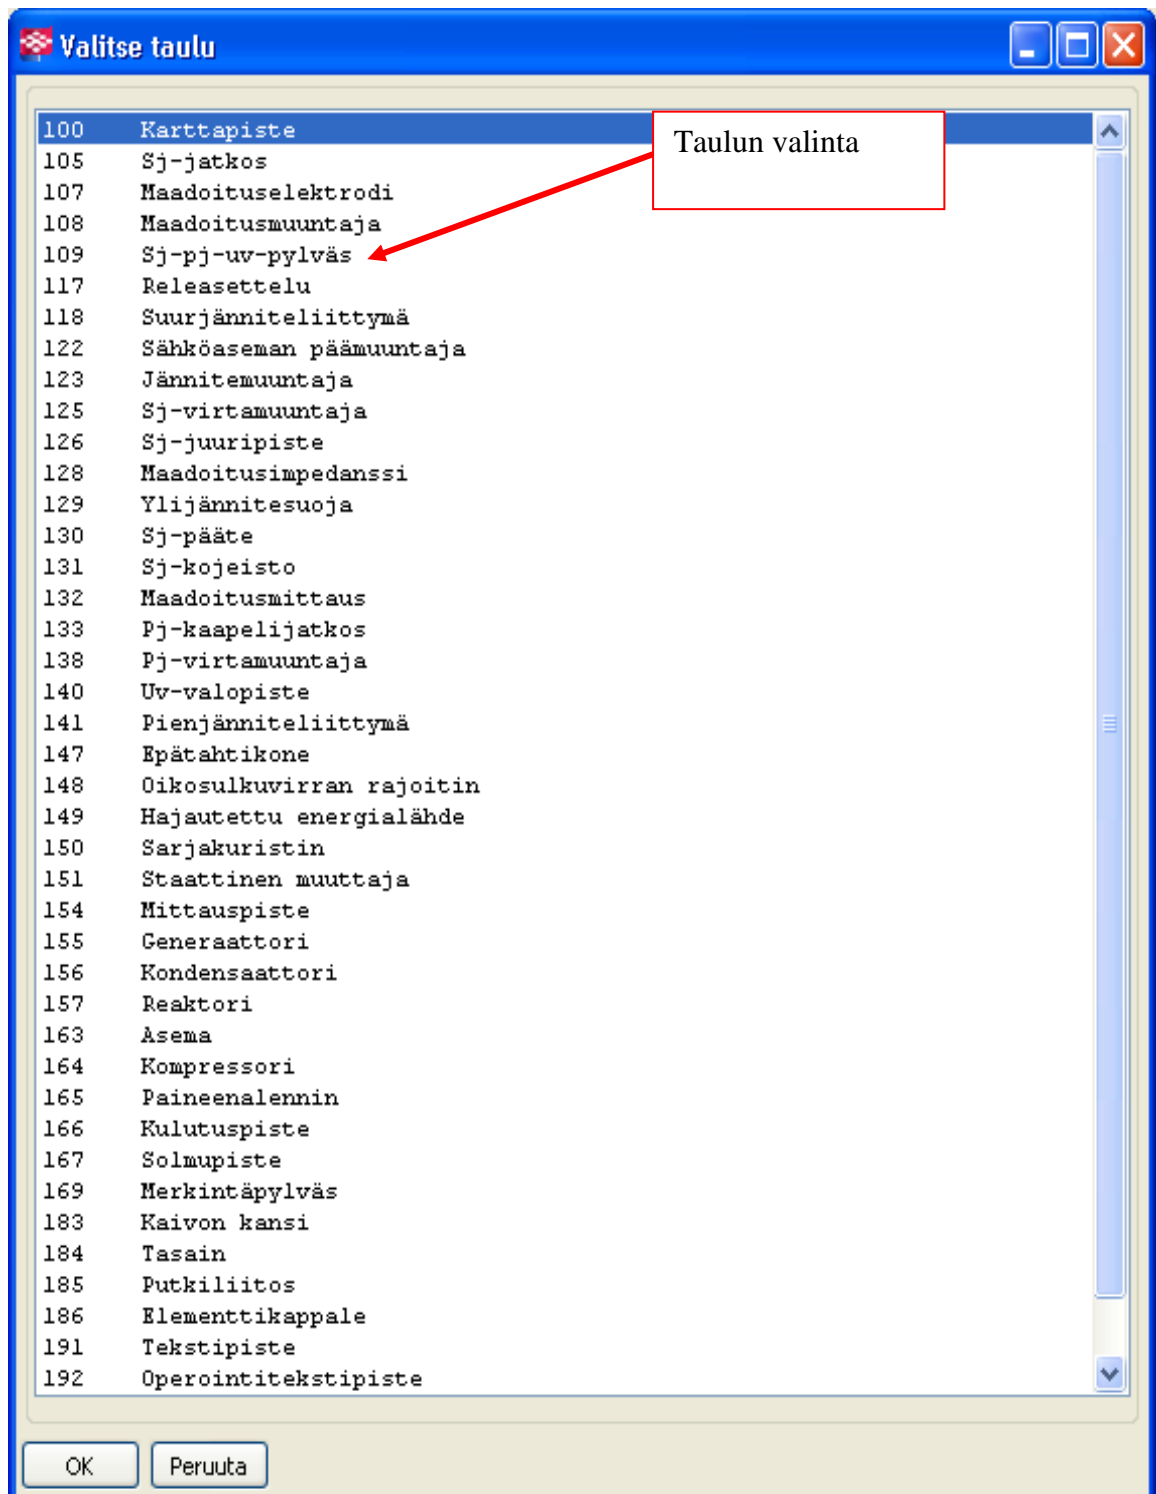 Valitse taulu
100 Karttapiste
Taulun valinta
105 Sj-jatkos
107 Maadoituselektrodi
108 Maadoitusmuuntaja
109 Sj-pj-uv-pylväs
117 Releasettelu
118 Suurjänniteliittymä
122 Sähköaseman päämuuntaja
123 Jännitemuuntaja
125 Sj-virtamuuntaja
126 Sj-juuripiste
128 Maadoitusimpedanssi
129 Ylijännitesuoja
130 Sj-pääte
131 Sj-kojeisto
132 Maadoitusmittaus
133 Pj-kaapelijatkos
138 Pj-virtamuuntaja
140 Uv-valopiste
141 Pienjänniteliittymä
147 Epätahtikone
148 Oikosulkuvirran rajoitin
149 Hajautettu energialähde
150 Sarjakuristin
151 Staattinen muuttaja
154 Mittauspiste
155 Generaattori
156 Kondensaattori
157 Reaktori
163 Asema
164 Kompressori
165 Paineenalennin
166 Kulutuspiste
167 Solmupiste
169 Merkintäpylväs
183 Kaivon kansi
184 Tasain
185 Putkiliitos
186 Elementtikappale
191 Tekstipiste
192 Operointitekstipiste
OK Peruuta